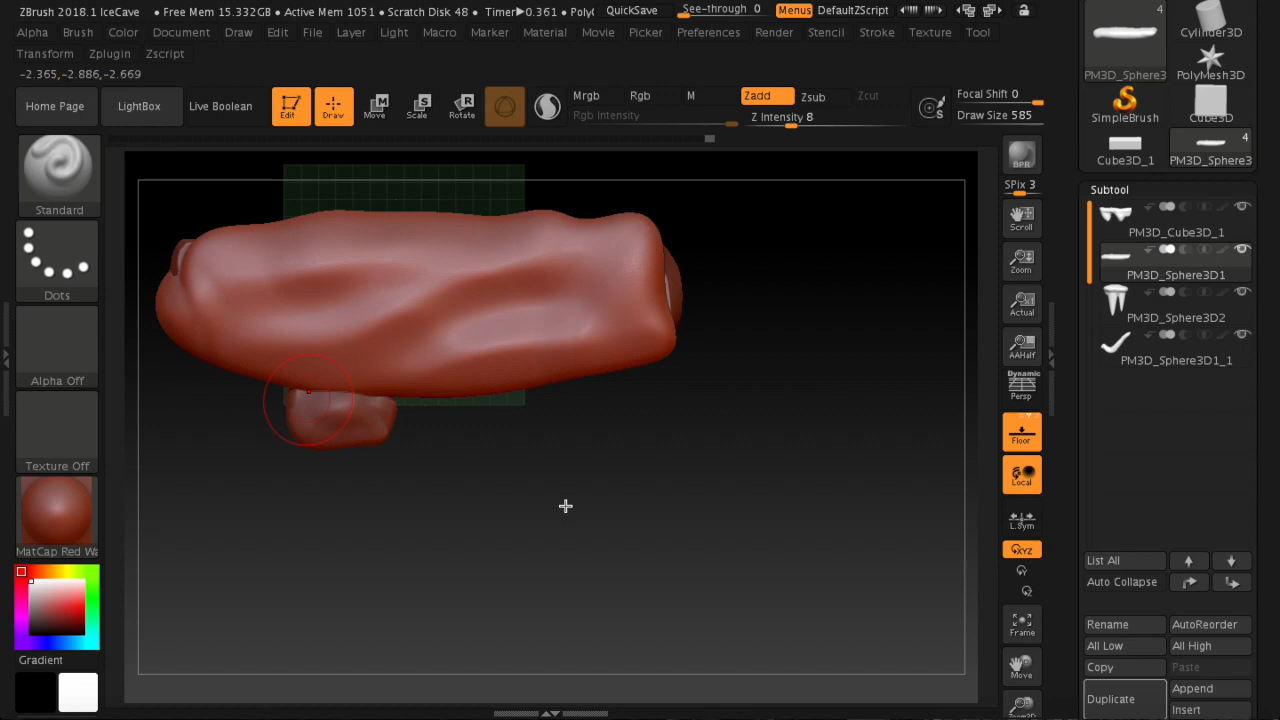 ZBrush 2018.1 IceCave • Free Mem 15.332GB • Active Mem 1051 • Scratch Disk 48 • Timer▶0.361 • Poly QuickSave See-through 0 Menus DefaultZScript
Alpha Brush Color Document Draw Edit File Layer Light Macro Marker Material Movie Picker Preferences Render Stencil Stroke Texture Tool
Transform Zplugin Zscript
-2.365,-2.886,-2.669
Home Page LightBox Live Boolean Edit Draw Move Scale Rotate
Mrgb Rgb M Zadd Zsub Zcut
Rgb Intensity Z Intensity 8
Focal Shift 0
Draw Size 585
Standard
Dots
Alpha Off
Texture Off
MatCap Red Wa
Gradient
BPR
SPix 3
Scroll
Zoom
Actual
AAHalf
Dynamic
Persp
Floor
Local
L.Sym
XYZ
Y
Z
Frame
Move
Zoom3D
4
Cylinder3D
PM3D_Sphere3
PolyMesh3D
SimpleBrush Cube3D
4
Cube3D_1 PM3D_Sphere3
Subtool
PM3D_Cube3D_1
PM3D_Sphere3D1
PM3D_Sphere3D2
PM3D_Sphere3D1_1
List All
Auto Collapse
Rename AutoReorder
All Low All High
Copy Paste
Duplicate Append
Insert